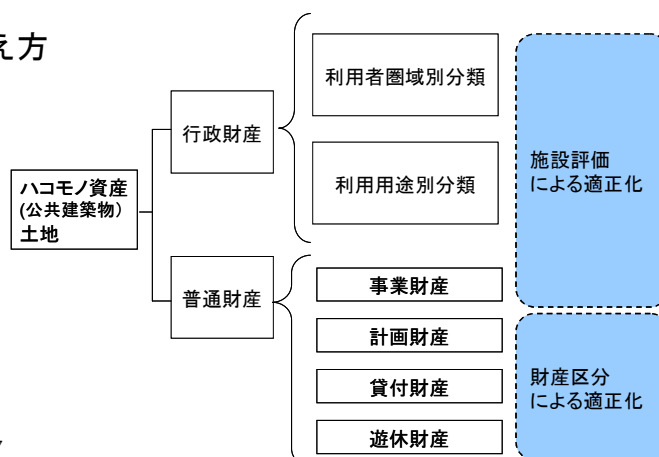 え方
ハコモノ資産
(公共建築物)
土地
行政財産
普通財産
利用者圏域別分類
利用用途別分類
事業財産
計画財産
貸付財産
遊休財産
施設評価
による適正化
財産区分
による適正化